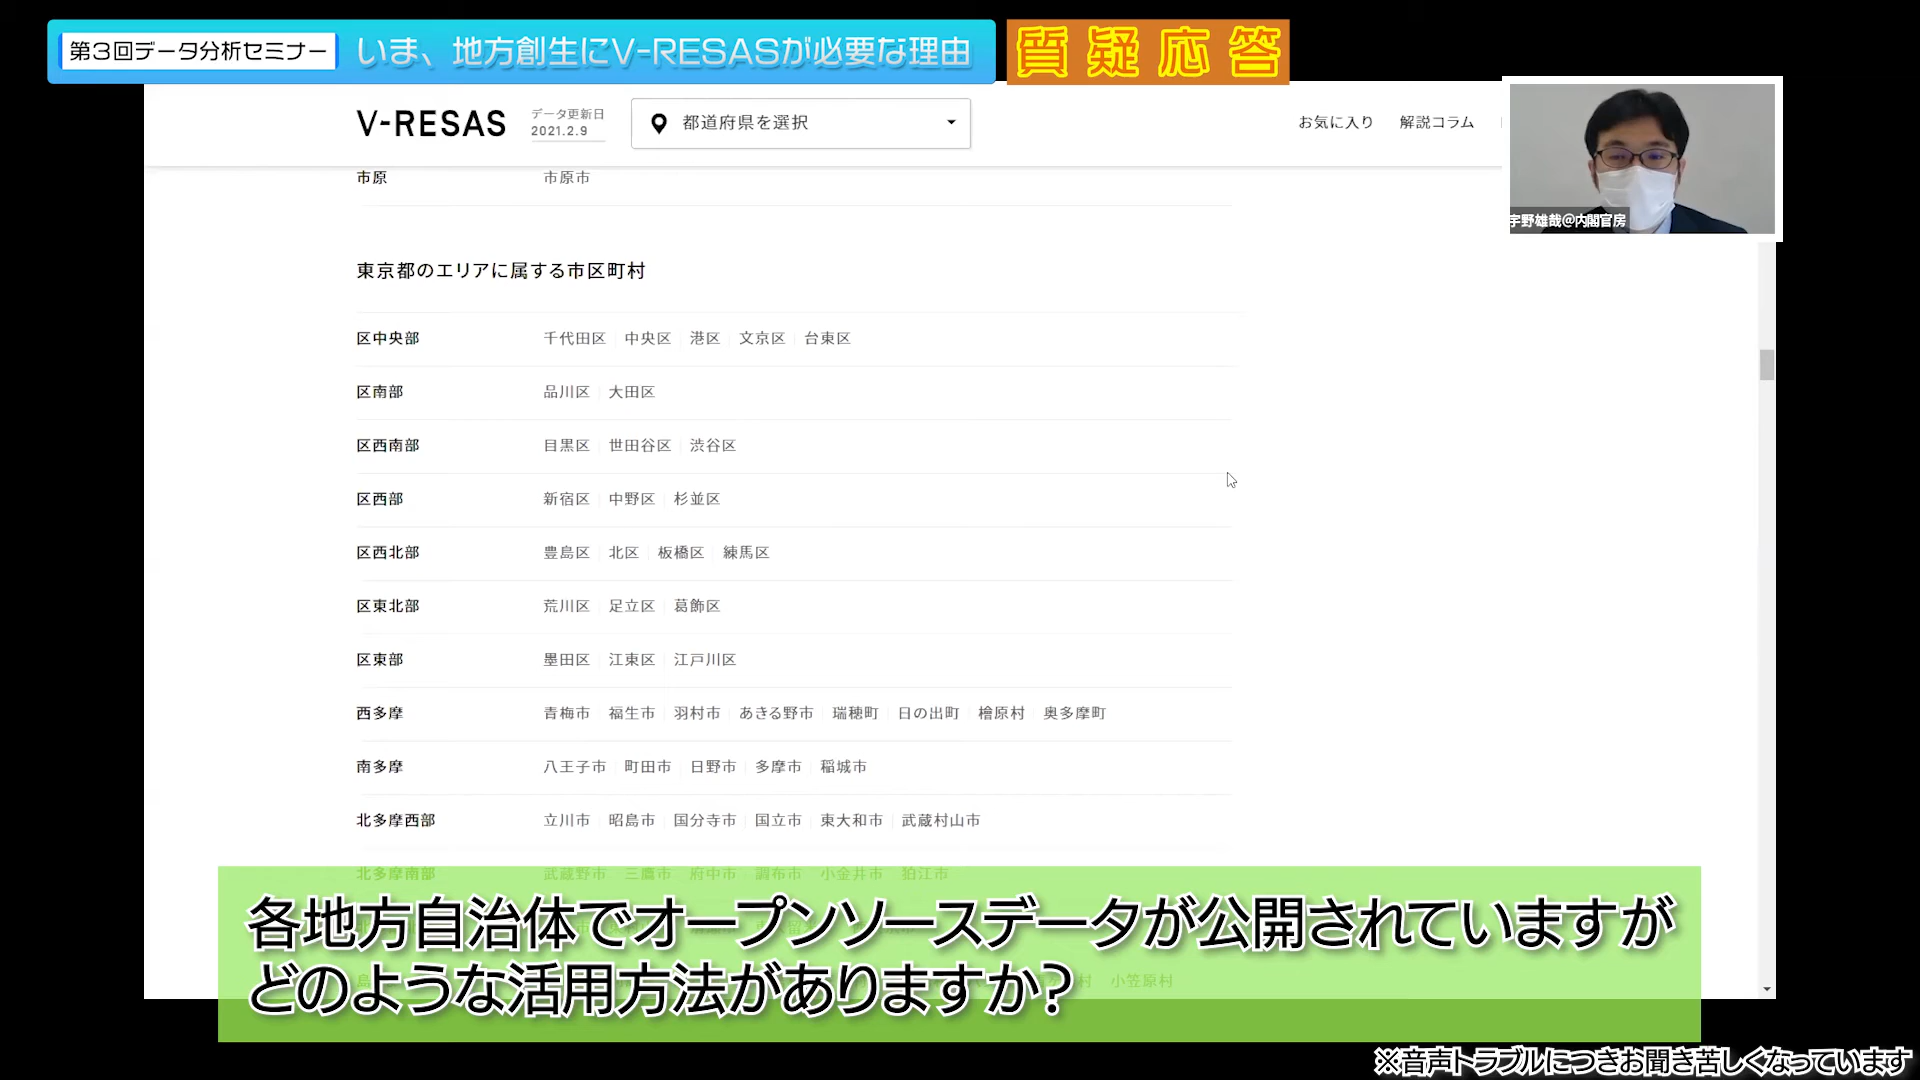 第3回データ分析セミナー いま、地方創生にV-RESASが必要な理由 質疑応答
V-RESAS データ更新日 2021.2.9 都道府県を選択 お気に入り 解説コラム
宇野雄哉@内閣官房
市原 市原市
東京都のエリアに属する市区町村
区中央部 千代田区 中央区 港区 文京区 台東区
区南部 品川区 大田区
区西南部 目黒区 世田谷区 渋谷区
区西部 新宿区 中野区 杉並区
区西北部 豊島区 北区 板橋区 練馬区
区東北部 荒川区 足立区 葛飾区
区東部 墨田区 江東区 江戸川区
西多摩 青梅市 福生市 羽村市 あきる野市 瑞穂町 日の出町 檜原村 奥多摩町
南多摩 八王子市 町田市 日野市 多摩市 稲城市
北多摩西部 立川市 昭島市 国分寺市 国立市 東大和市 武蔵村山市
北多摩南部 武蔵野市 三鷹市 府中市 調布市 小金井市 狛江市
小笠原村
各地方自治体でオープンソースデータが公開されていますが
どのような活用方法がありますか?
※音声トラブルにつきお聞き苦しくなっています